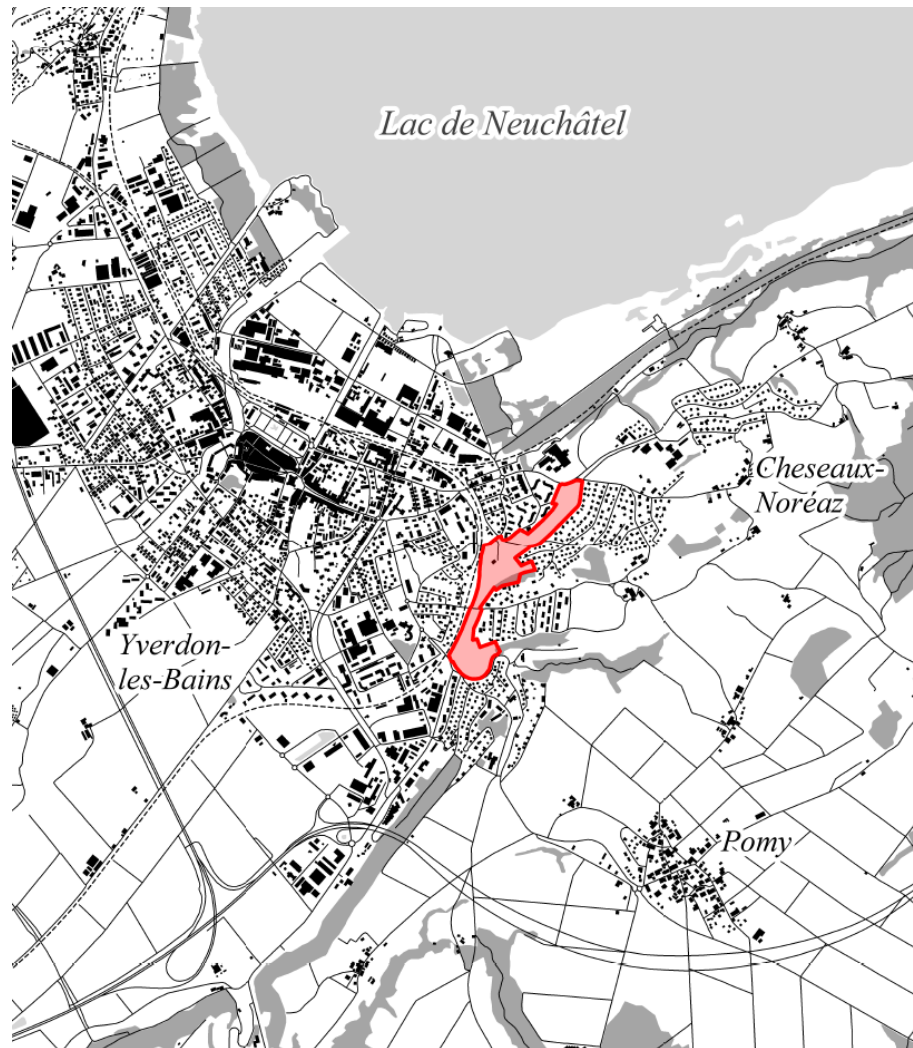 Lac de Neuchâtel
Cheseaux-
Noréaz
Yverdon-
les-Bains
Pomy